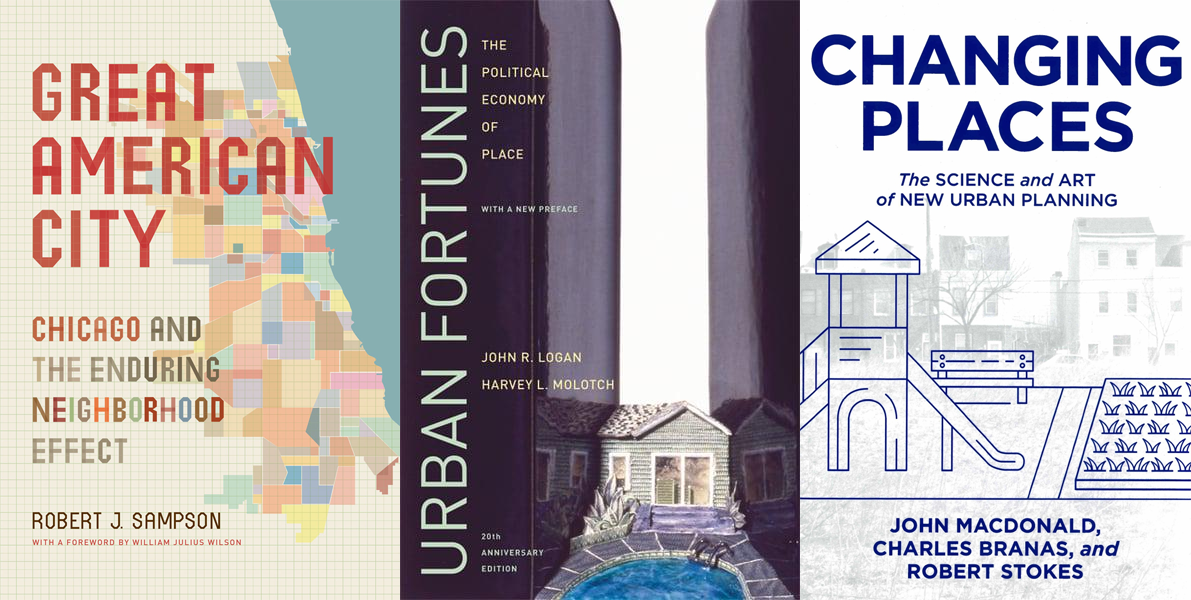 GREAT
AMERICAN
CITY
CHICAGO AND
THE ENDURING
NEIGHBORHOOD
EFFECT
ROBERT J. SAMPSON
WITH A FOREWORD BY WILLIAM JULIUS WILSON
URBAN FORTUNES
THE
POLITICAL
ECONOMY
OF
PLACE
WITH A NEW PREFACE
JOHN R. LOGAN
HARVEY L. MOLOTCH
20th
ANNIVERSARY
EDITION
CHANGING
PLACES
The SCIENCE and ART
of NEW URBAN PLANNING
JOHN MACDONALD,
CHARLES BRANAS, and
ROBERT STOKES